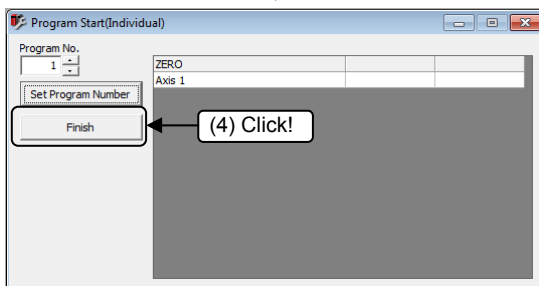 Program Start(Individual)
Program No.
1
Set Program Number
Finish
ZERO
Axis 1
(4) Click!